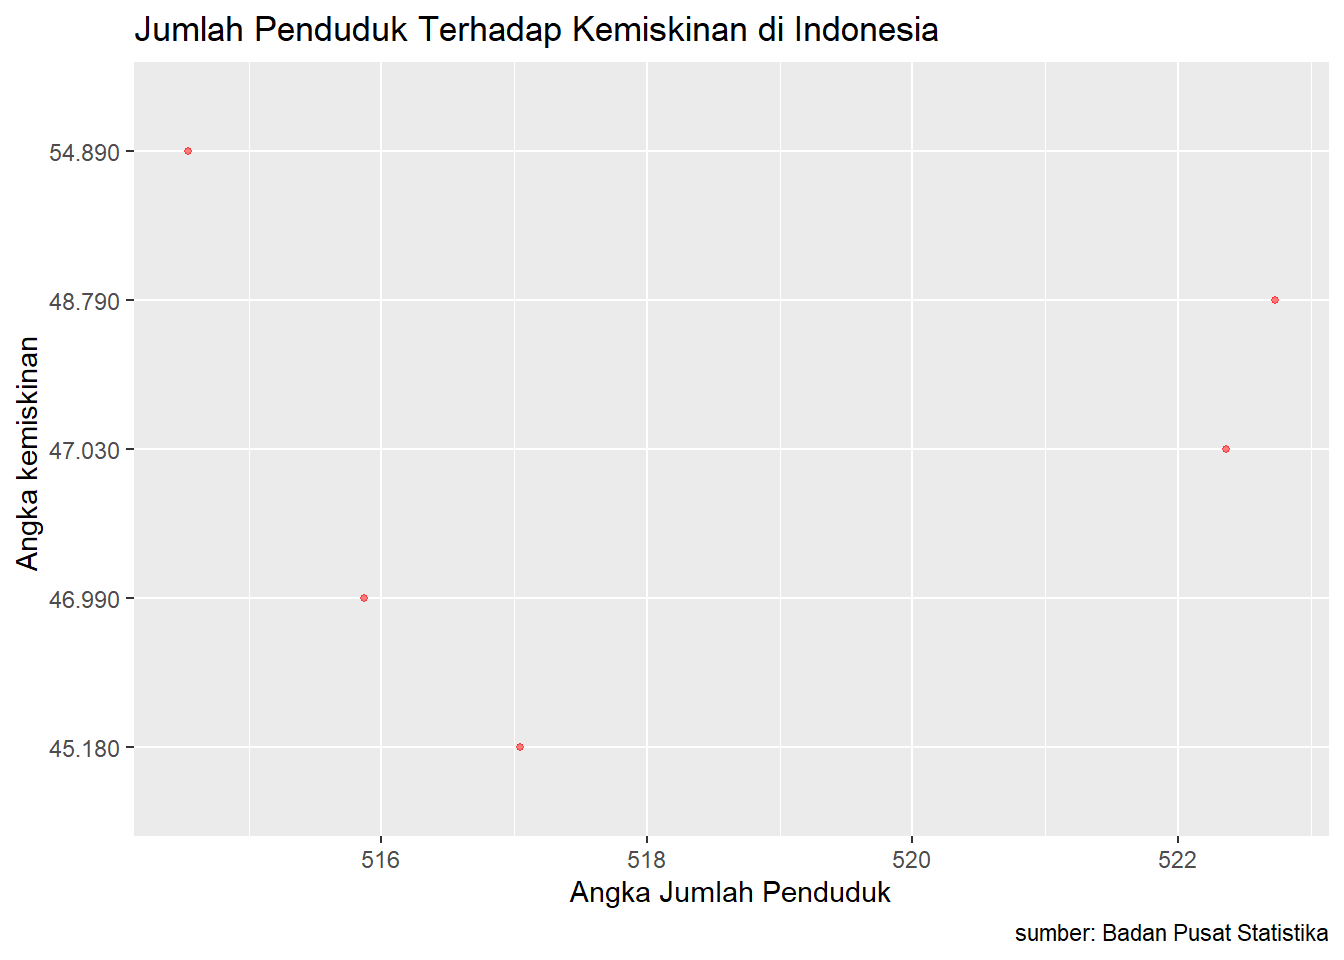 Jumlah Penduduk Terhadap Kemiskinan di Indonesia
Angka kemiskinan
54.890
48.790
47.030
46.990
45.180
516 518 520 522
Angka Jumlah Penduduk
sumber: Badan Pusat Statistika